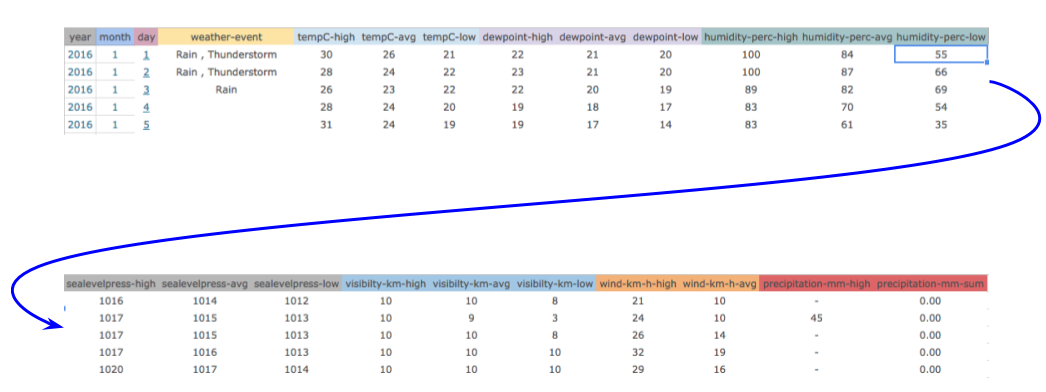 year month day weather-event tempC-high tempC-avg tempC-low dewpoint-high dewpoint-avg dewpoint-low humidity-perc-high humidity-perc-avg humidity-perc-low
2016 1 1 Rain , Thunderstorm 30 26 21 22 21 20 100 84 55
2016 1 2 Rain , Thunderstorm 28 24 22 23 21 20 100 87 66
2016 1 3 Rain 26 23 22 22 20 19 89 82 69
2016 1 4 28 24 20 19 18 17 83 70 54
2016 1 5 31 24 19 19 17 14 83 61 35
sealevelpress-high sealevelpress-avg sealevelpress-low visibilty-km-high visibilty-km-avg visibilty-km-low wind-km-h-high wind-km-h-avg precipitation-mm-high precipitation-mm-sum
1016 1014 1012 10 10 8 21 10 - 0.00
1017 1015 1013 10 9 3 24 10 45 0.00
1017 1015 1013 10 10 8 26 14 - 0.00
1017 1016 1013 10 10 10 32 19 - 0.00
1020 1017 1014 10 10 10 29 16 - 0.00